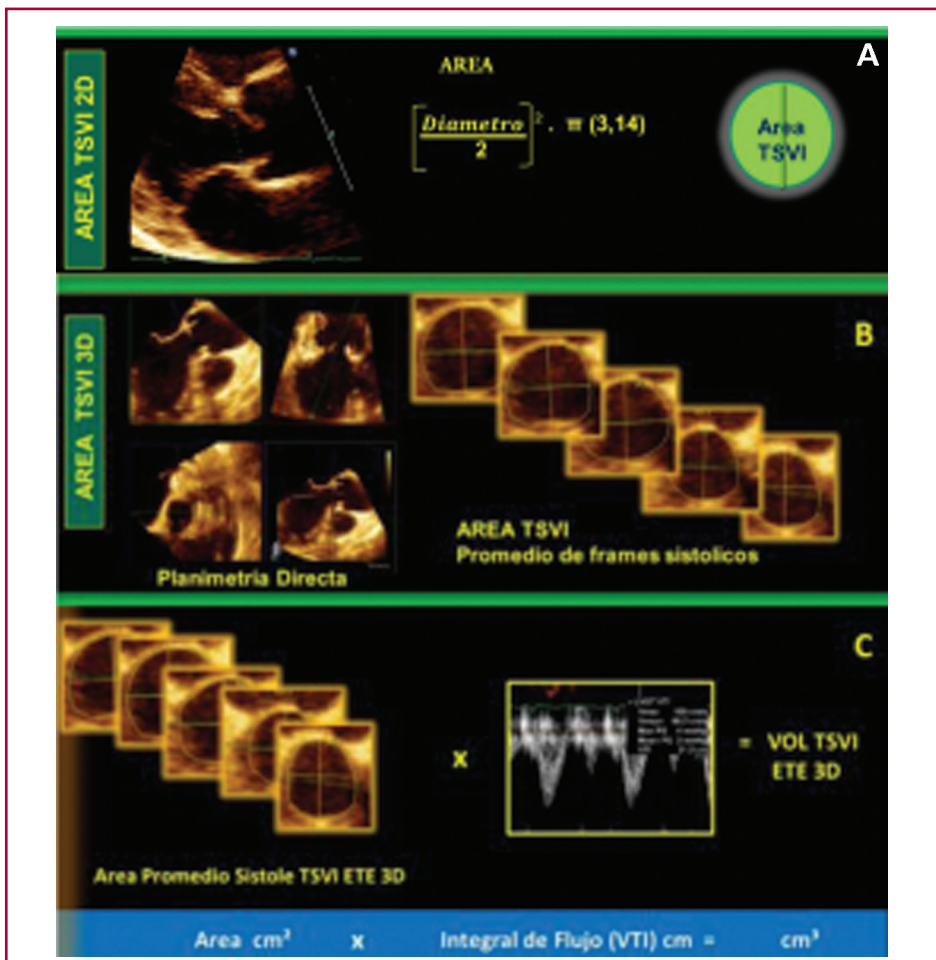 A
AREA TSVI 2D
AREA
[Diametro/2]² . π (3,14)
Area
TSVI
B
AREA TSVI 3D
AREA TSVI
Promedio de frames sistolicos
Planimetria Directa
C
x
= VOL TSVI
ETE 3D
Area Promedio Sistole TSVI ETE 3D
Area cm² x Integral de Flujo (VTI) cm = cm³